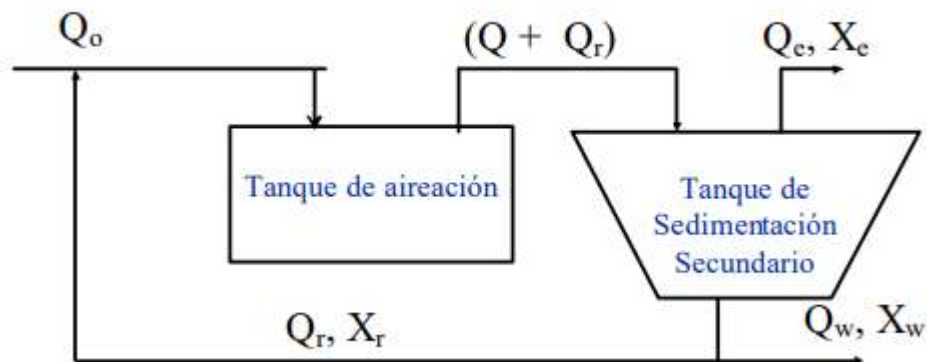 Qo
(Q + Qr)
Qe, Xe
Tanque de aireación
Tanque de
Sedimentación
Secundario
Qr, Xr
Qw, Xw